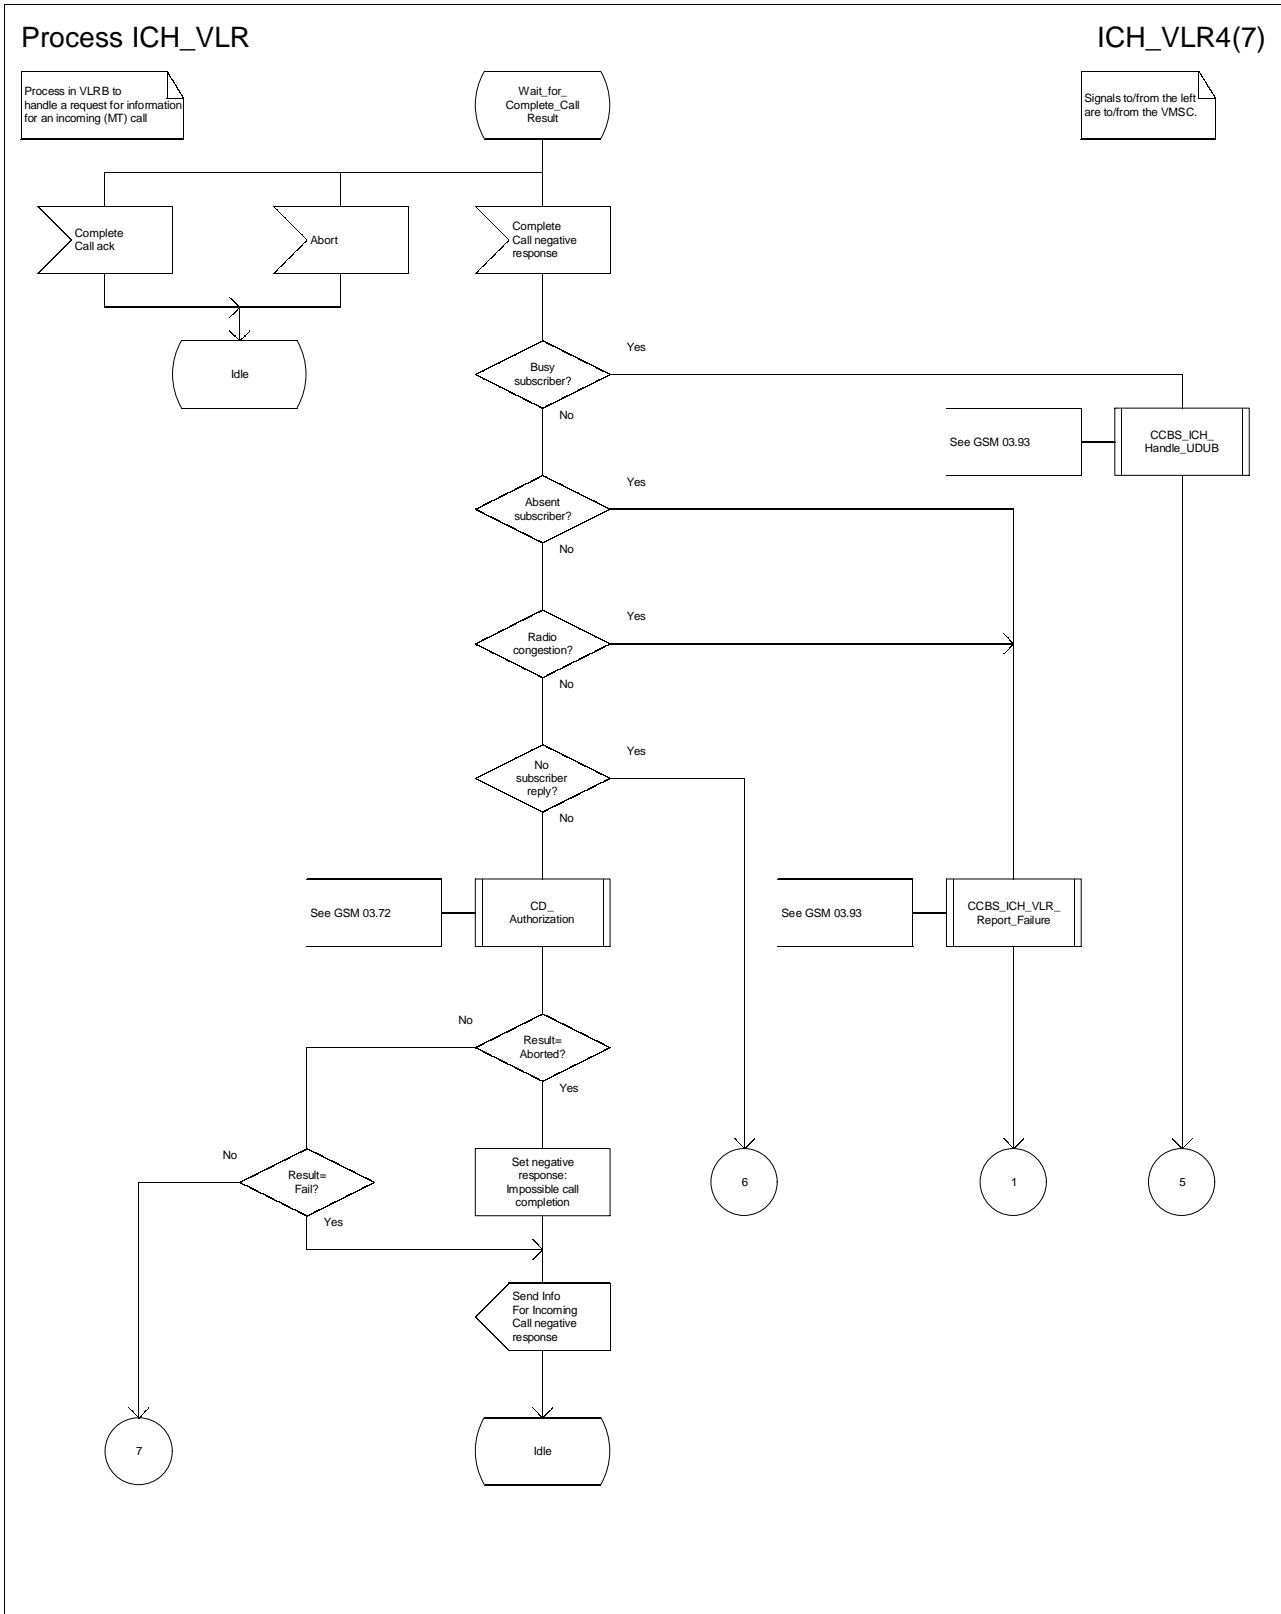 Process ICH_VLR
ICH_VLR4(7)
Process in VLRB to
handle a request for information
for an incoming (MT) call
Wait_for_
Complete_Call
Result
Signals to/from the left
are to/from the VMSC.
Complete
Call ack
Abort
Complete
Call negative
response
Idle
Busy
subscriber?
Yes
No
See GSM 03.93
CCBS_ICH_
Handle_UDUB
Absent
subscriber?
Yes
No
Radio
congestion?
Yes
No
No
subscriber
reply?
Yes
No
See GSM 03.72
CD_
Authorization
See GSM 03.93
CCBS_ICH_VLR_
Report_Failure
No
Result=
Aborted?
Yes
No
Result=
Fail?
Yes
Set negative
response:
Impossible call
completion
6
1
5
Send Info
For Incoming
Call negative
response
7
Idle